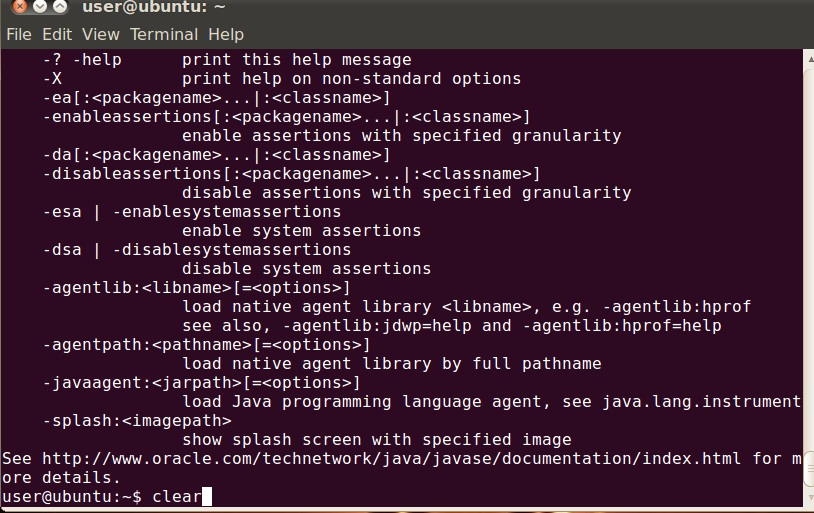 user@ubuntu: ~
File Edit View Terminal Help
-? -help print this help message
-X print help on non-standard options
-ea[:<packagename>...|:<classname>]
-enableassertions[:<packagename>...|:<classname>]
enable assertions with specified granularity
-da[:<packagename>...|:<classname>]
-disableassertions[:<packagename>...|:<classname>]
disable assertions with specified granularity
-esa | -enablesystemassertions
enable system assertions
-dsa | -disablesystemassertions
disable system assertions
-agentlib:<libname>[=<options>]
load native agent library <libname>, e.g. -agentlib:hprof
see also, -agentlib:jdwp=help and -agentlib:hprof=help
-agentpath:<pathname>[=<options>]
load native agent library by full pathname
-javaagent:<jarpath>[=<options>]
load Java programming language agent, see java.lang.instrument
-splash:<imagepath>
show splash screen with specified image
See http://www.oracle.com/technetwork/java/javase/documentation/index.html for m
ore details.
user@ubuntu:~$ clear